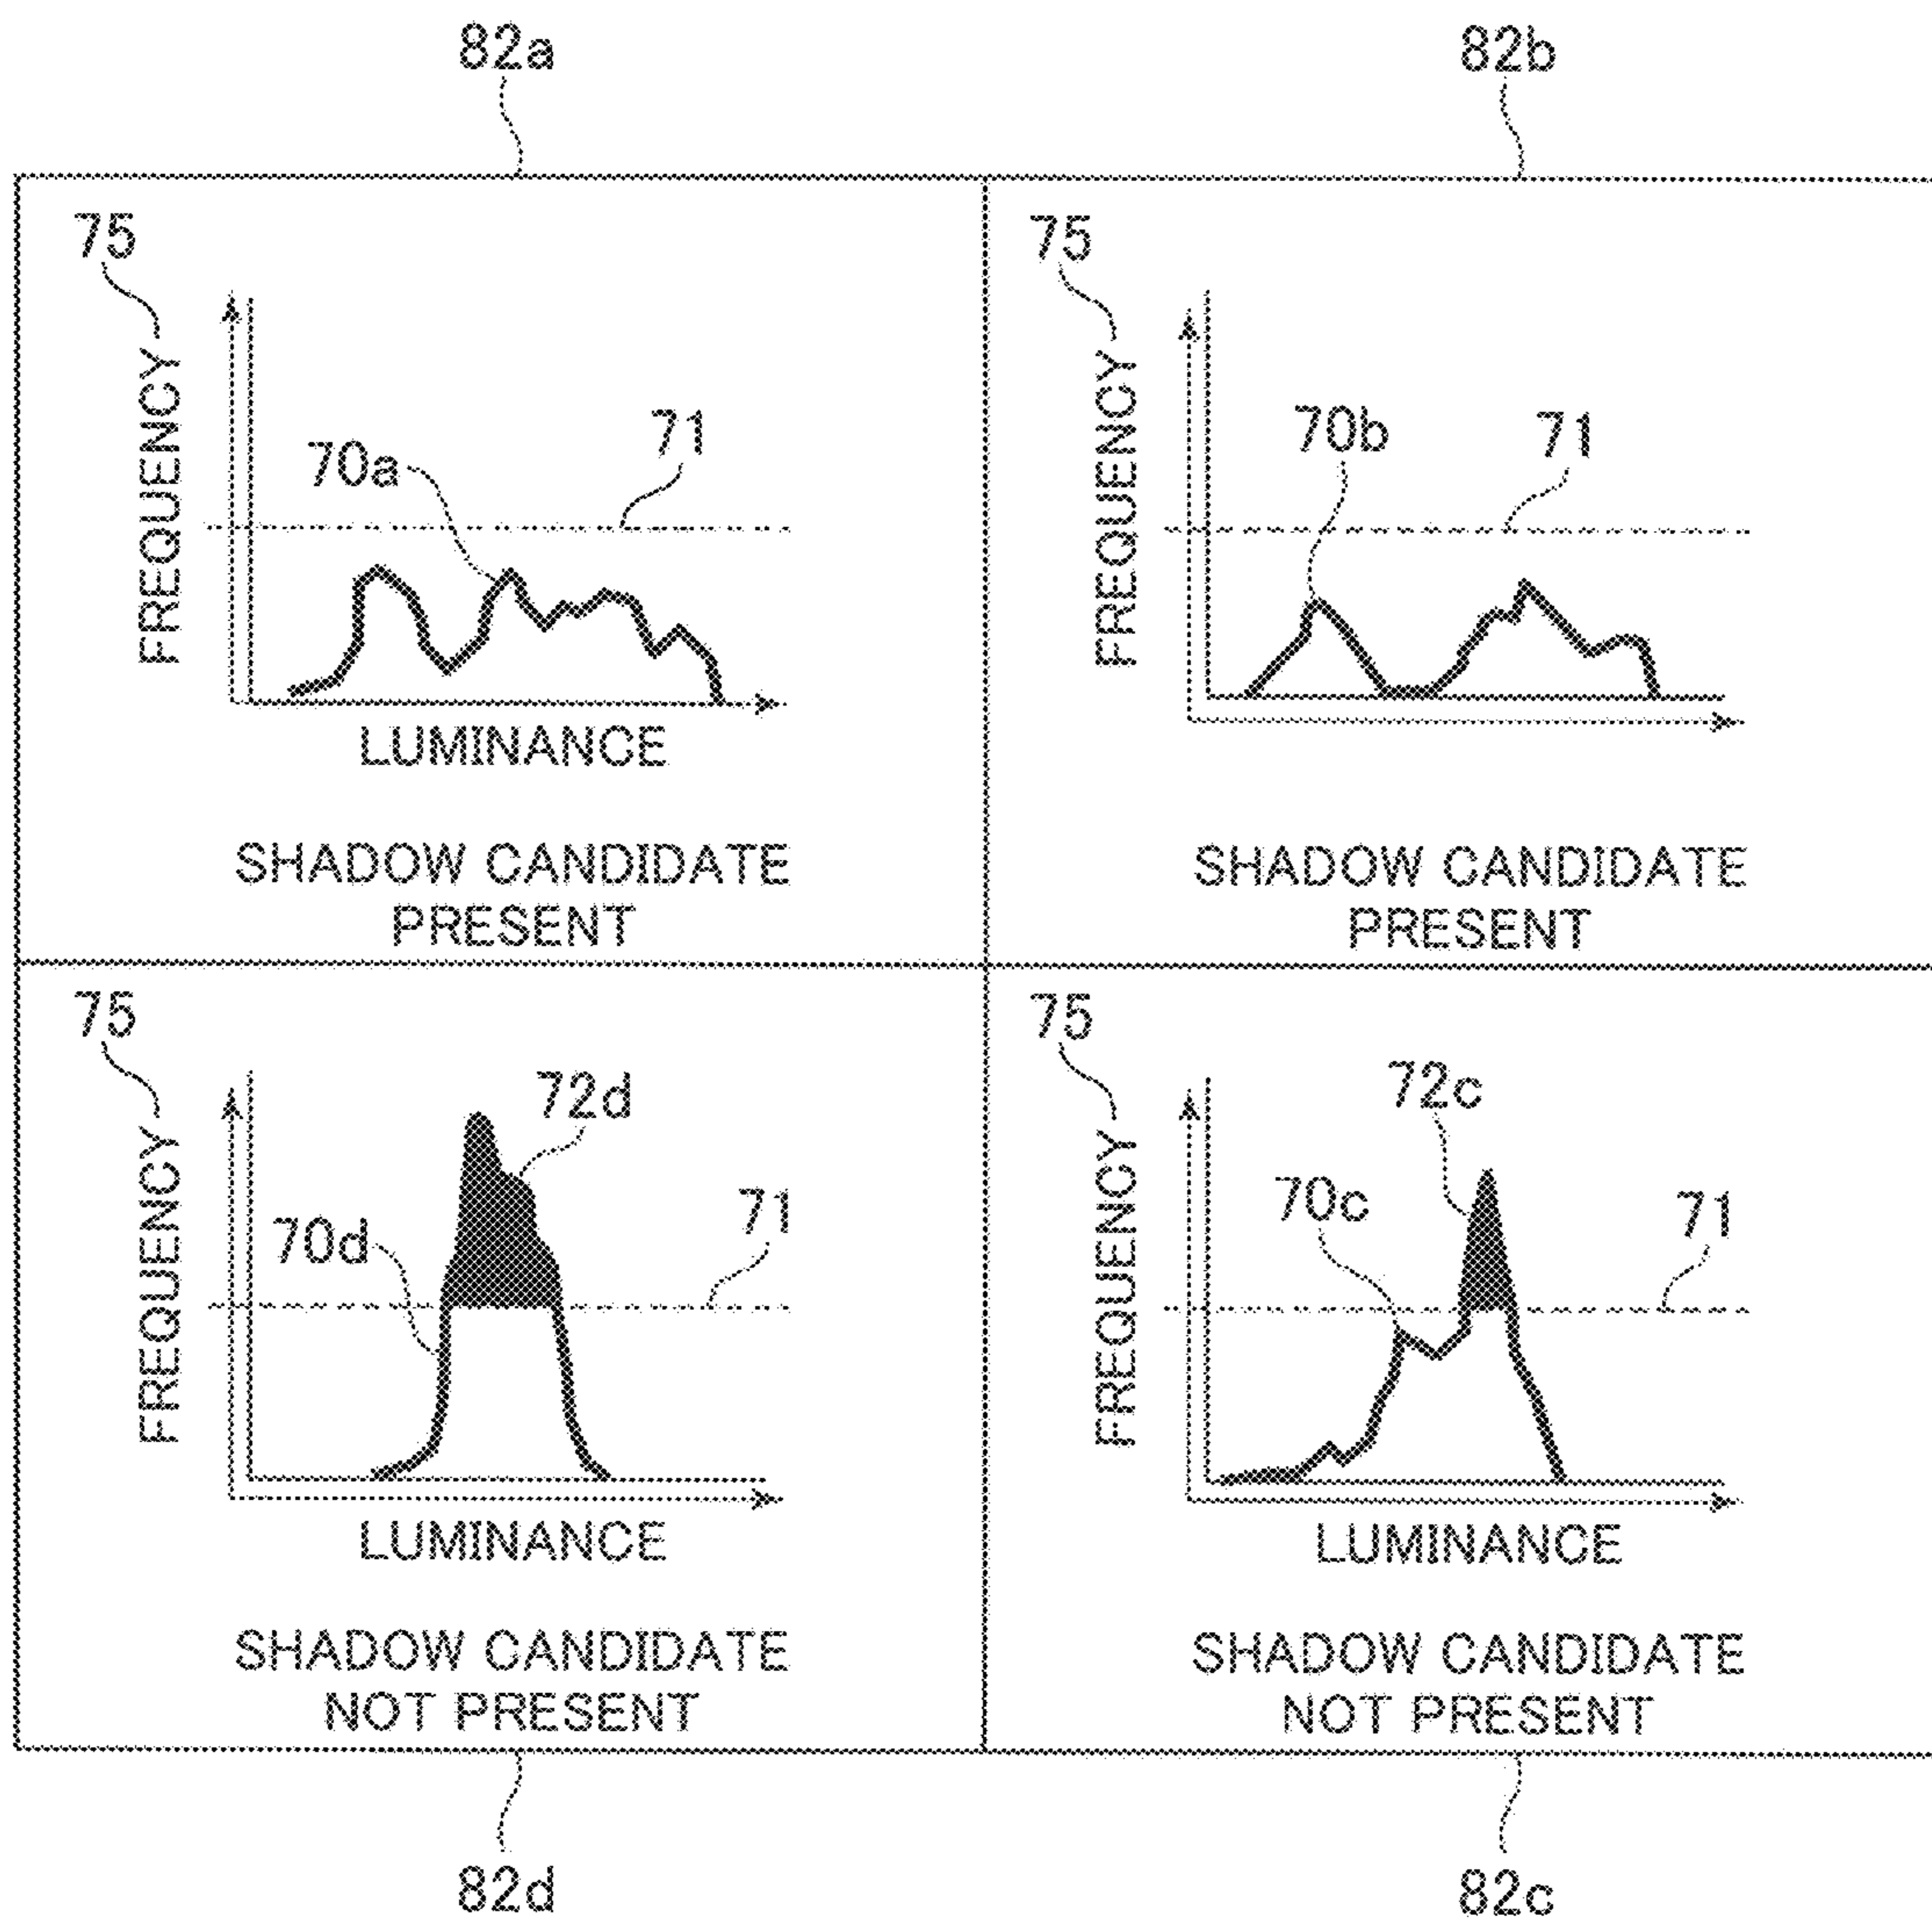 82a
82b
75
FREQUENCY
70a
71
LUMINANCE
SHADOW CANDIDATE
PRESENT
75
FREQUENCY
70b
71
SHADOW CANDIDATE
PRESENT
75
FREQUENCY
70d
72d
71
LUMINANCE
SHADOW CANDIDATE
NOT PRESENT
75
FREQUENCY
70c
72c
71
LUMINANCE
SHADOW CANDIDATE
NOT PRESENT
82d
82c